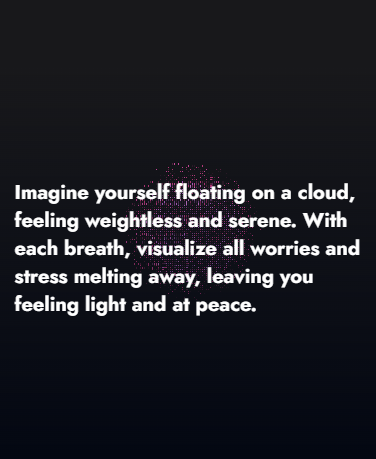 Imagine yourself floating on a cloud,
feeling weightless and serene. With
each breath, visualize all worries and
stress melting away, leaving you
feeling light and at peace.